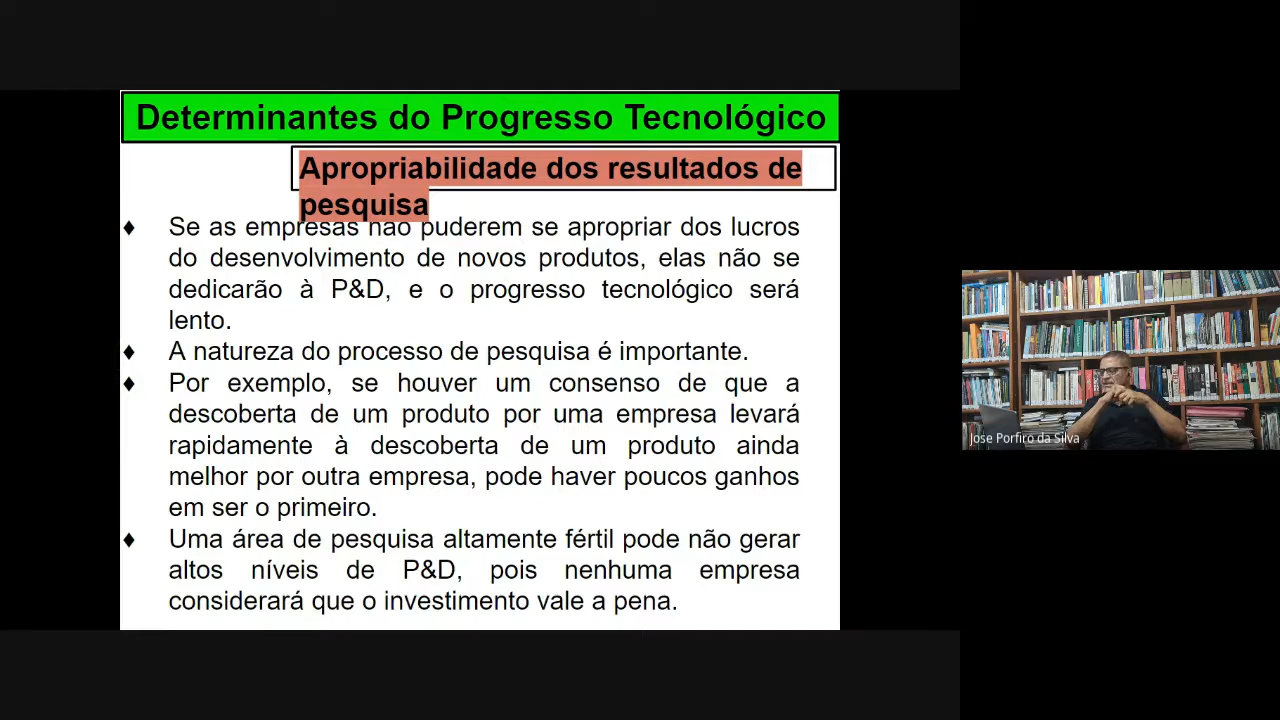 Determinantes do Progresso Tecnológico
Apropriabilidade dos resultados de
pesquisa
♦ Se as empresas não puderem se apropriar dos lucros
do desenvolvimento de novos produtos, elas não se
dedicarão à P&D, e o progresso tecnológico será
lento.
♦ A natureza do processo de pesquisa é importante.
♦ Por exemplo, se houver um consenso de que a
descoberta de um produto por uma empresa levará
rapidamente à descoberta de um produto ainda
melhor por outra empresa, pode haver poucos ganhos
em ser o primeiro.
♦ Uma área de pesquisa altamente fértil pode não gerar
altos níveis de P&D, pois nenhuma empresa
considerará que o investimento vale a pena.
Jose Porfiro da Silva